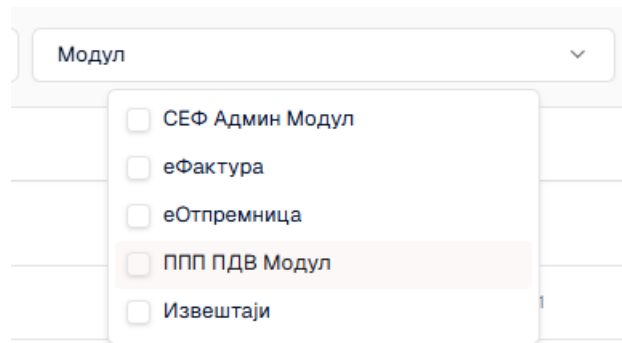 Модул
СЕФ Админ Модул
еФактура
еОтпремница
ППП ПДВ Модул
Извештаји